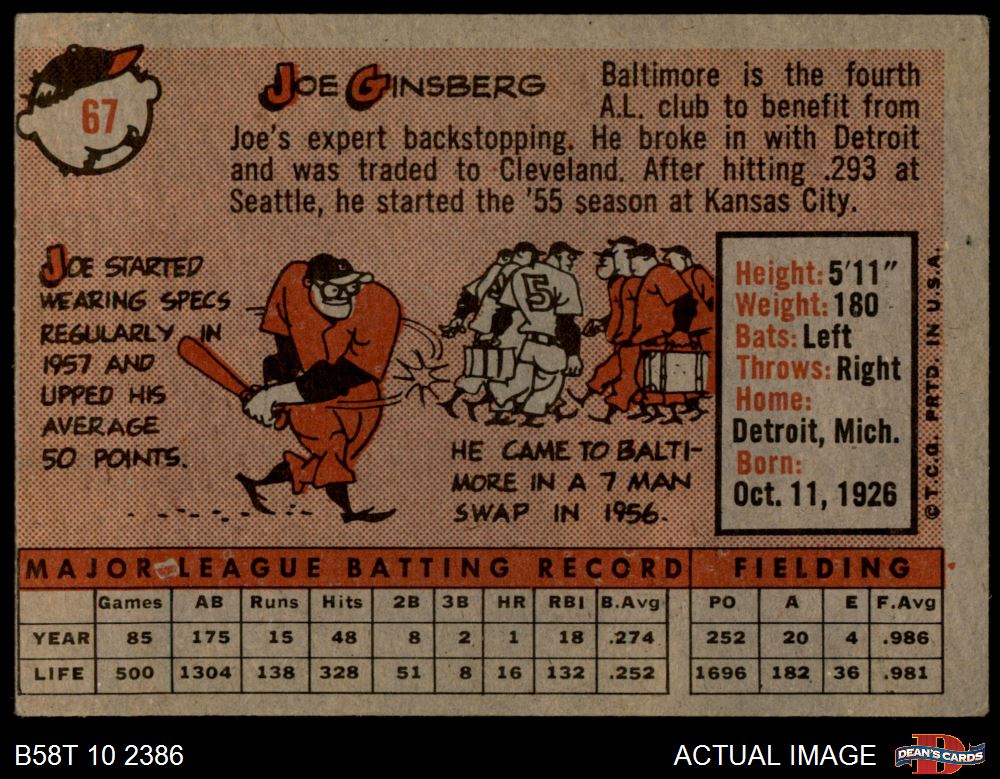 67
JOE GINSBERG
Baltimore is the fourth
A.L. club to benefit from
Joe's expert backstopping. He broke in with Detroit
and was traded to Cleveland. After hitting .293 at
Seattle, he started the '55 season at Kansas City.
JOE STARTED
WEARING SPECS
REGULARLY IN
1957 AND
UPPED HIS
AVERAGE
50 POINTS.
5
HE CAME TO BALTI-
MORE IN A 7 MAN
SWAP IN 1956.
Height: 5'11"
Weight: 180
Bats: Left
Throws: Right
Home:
Detroit, Mich.
Born:
Oct. 11, 1926
© T.C.G. PRTD. IN U.S.A.
MAJOR LEAGUE BATTING RECORD FIELDING
Games AB Runs Hits 2B 3B HR RBI B.Avg PO A E F.Avg
YEAR 85 175 15 48 8 2 1 18 .274 252 20 4 .986
LIFE 500 1304 138 328 51 8 16 132 .252 1696 182 36 .981
B58T 10 2386
ACTUAL IMAGE
DEAN'S CARDS